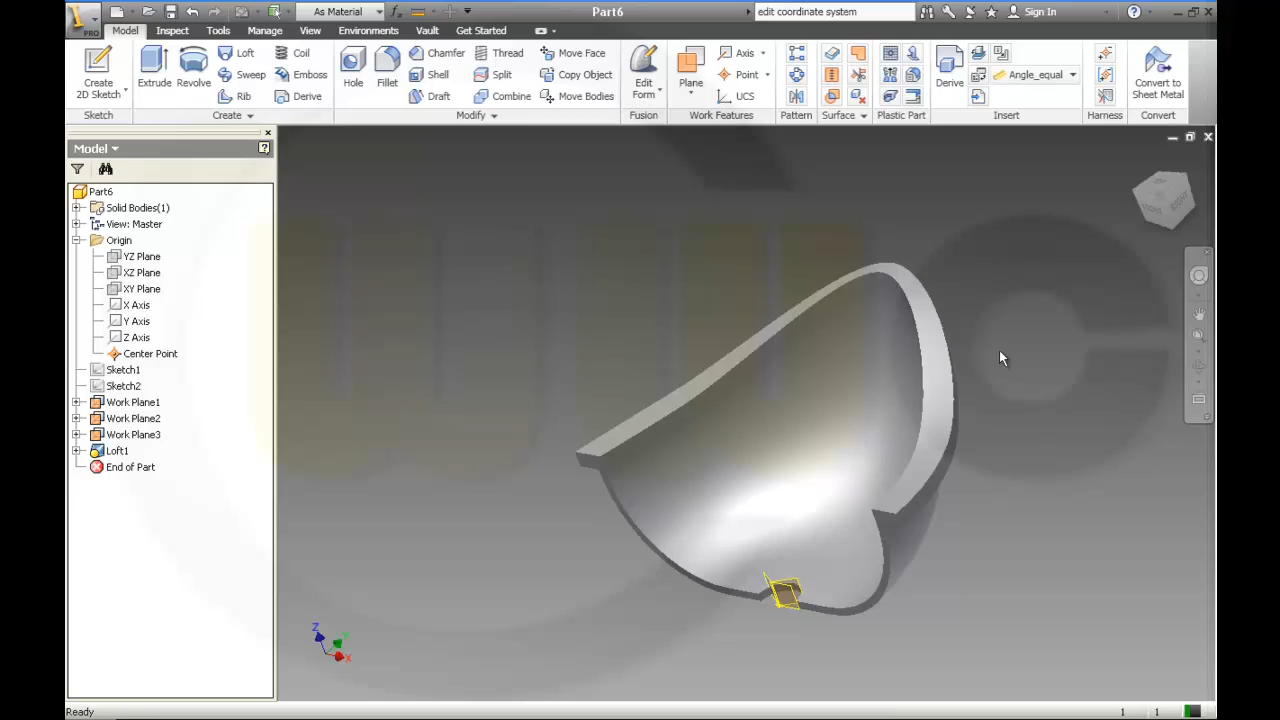 As Material
Part6
edit coordinate system
Sign In
PRO
Model Inspect Tools Manage View Environments Vault Get Started
Create 2D Sketch
Extrude
Revolve
Loft
Sweep
Rib
Coil
Emboss
Derive
Hole
Fillet
Chamfer
Shell
Draft
Thread
Split
Combine
Move Face
Copy Object
Move Bodies
Edit Form
Plane
Axis
Point
UCS
Derive
Angle_equal
Convert to Sheet Metal
Sketch Create Modify Fusion Work Features Pattern Surface Plastic Part Insert Harness Convert
Model
Part6
Solid Bodies(1)
View: Master
Origin
YZ Plane
XZ Plane
XY Plane
X Axis
Y Axis
Z Axis
Center Point
Sketch1
Sketch2
Work Plane1
Work Plane2
Work Plane3
Loft1
End of Part
RIGHT
Z
Y
X
Ready
1 1